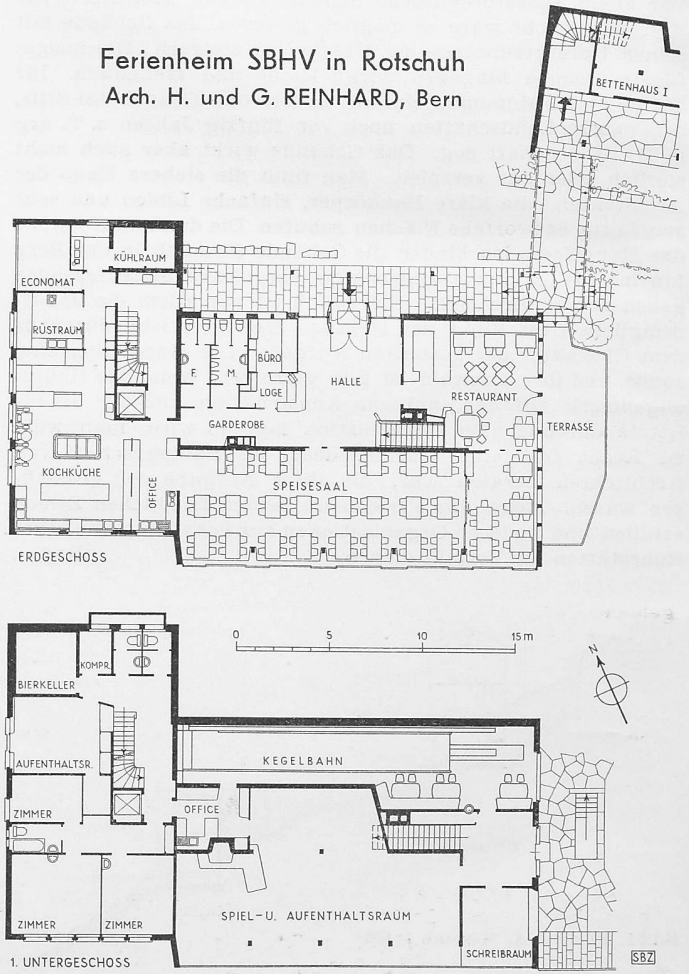 Ferienheim SBHV in Rotschuh
Arch. H. und G. REINHARD, Bern
BETTENHAUS I
KÜHLRAUM
ECONOMAT
RÜSTRAUM
F.
M.
BÜRO
LOGE
HALLE
RESTAURANT
TERRASSE
GARDEROBE
KOCHKÜCHE
OFFICE
SPEISESAAL
ERDGESCHOSS
0 5 10 15 m
KOMPR.
BIERKELLER
AUFENTHALTSR.
KEGELBAHN
ZIMMER
OFFICE
ZIMMER
ZIMMER
SPIEL-U. AUFENTHALTSRAUM
SCHREIBRAUM
N
1. UNTERGESCHOSS
SBZ